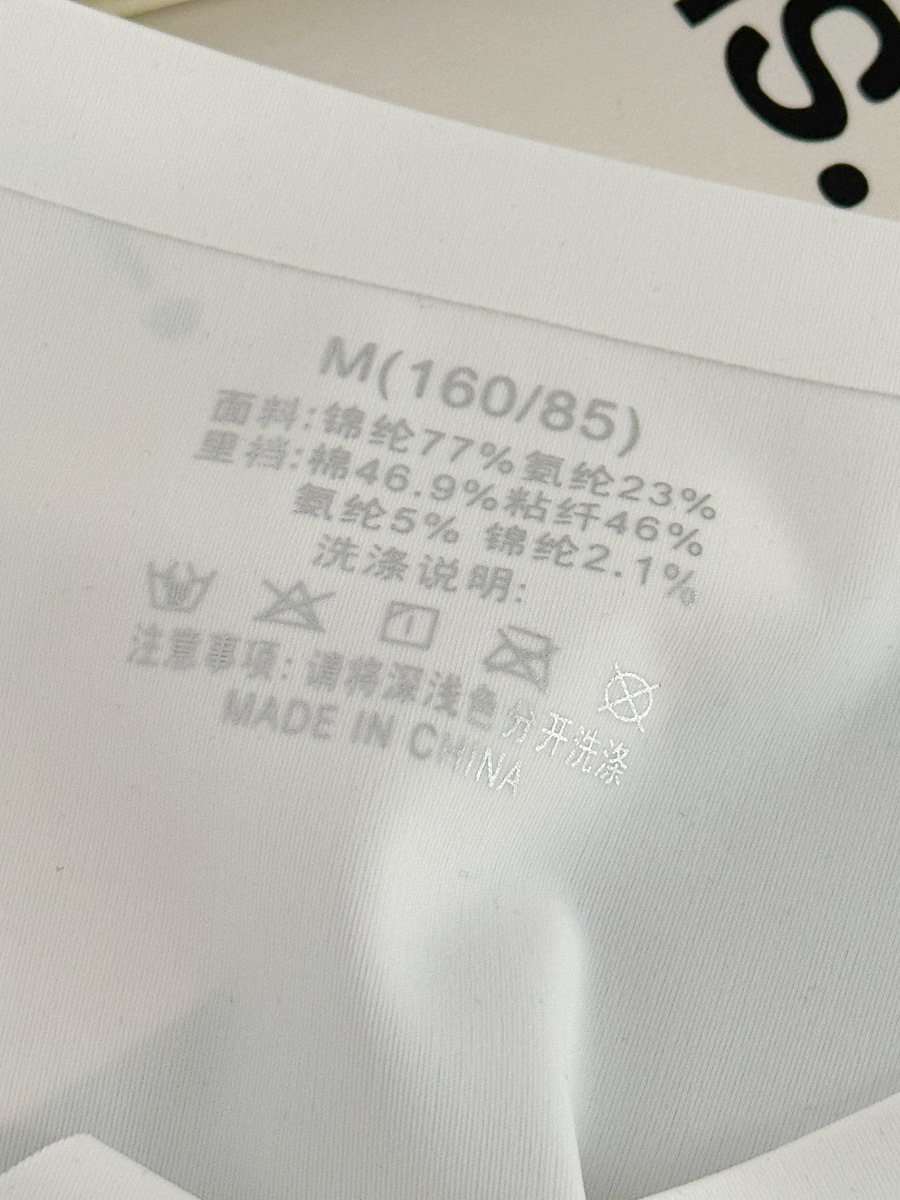 s.
M(160/85)
面料:锦纶77%氨纶23%
里裆:棉46.9%粘纤46%
氨纶5% 锦纶2.1%
洗涤说明:
注意事项: 请将深浅色分开洗涤
MADE IN CHINA